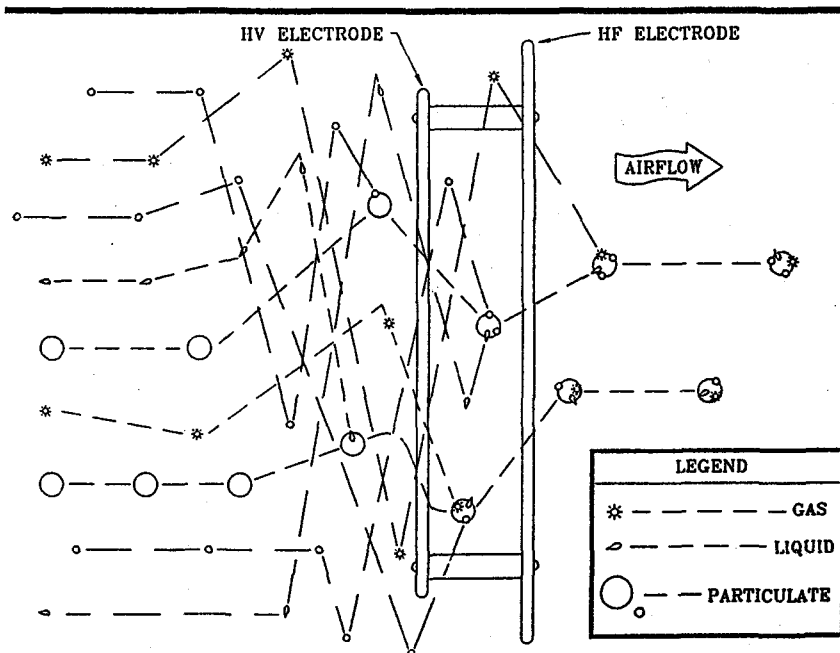 HV ELECTRODE
HF ELECTRODE
AIRFLOW
LEGEND
GAS
LIQUID
PARTICULATE